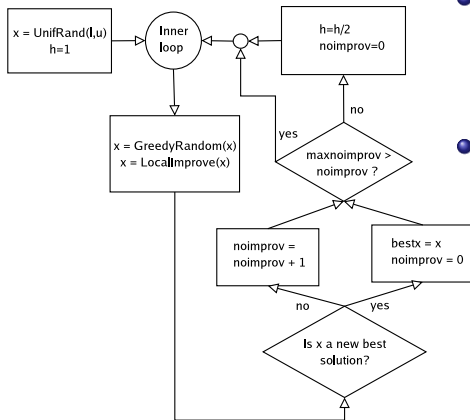 x = UnifRand(l,u)
h=1
Inner
loop
h=h/2
noimprov=0
x = GreedyRandom(x)
x = LocalImprove(x)
yes
no
maxnoimprov >
noimprov ?
noimprov =
noimprov + 1
bestx = x
noimprov = 0
no
yes
Is x a new best
solution?